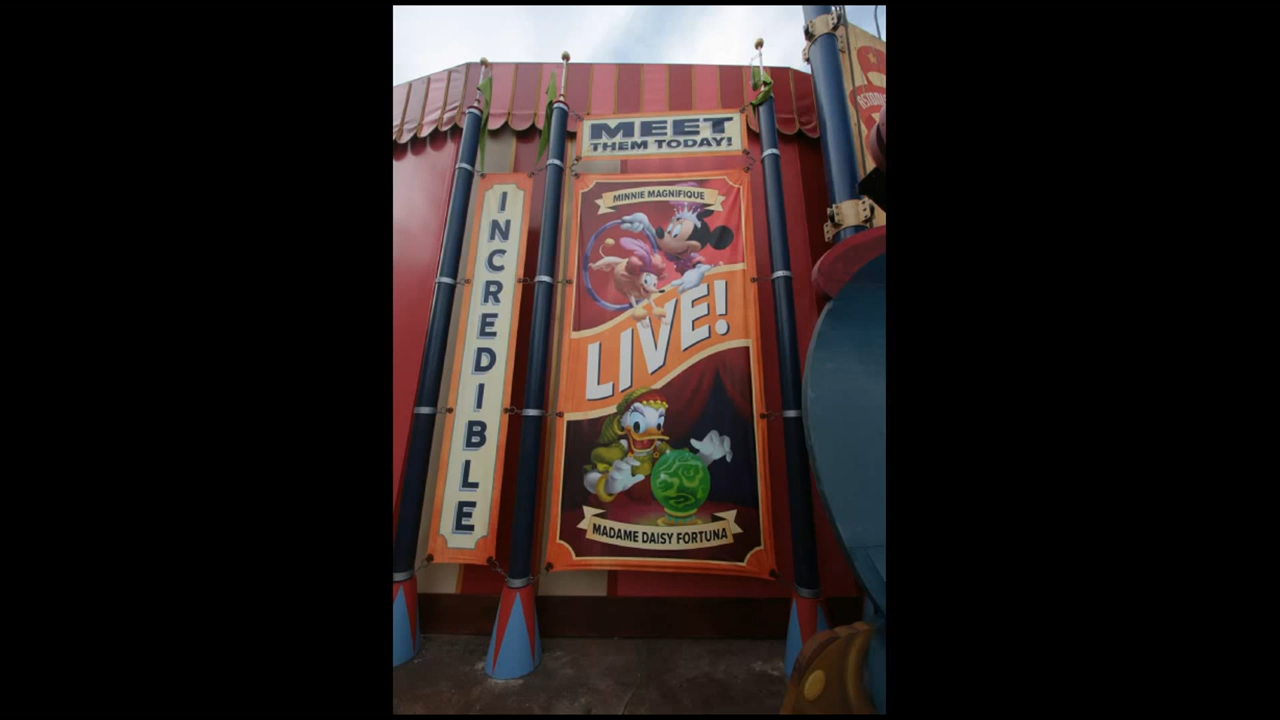 MEET
THEM TODAY!
INCREDIBLE
MINNIE MAGNIFIQUE
LIVE!
MADAME DAISY FORTUNA